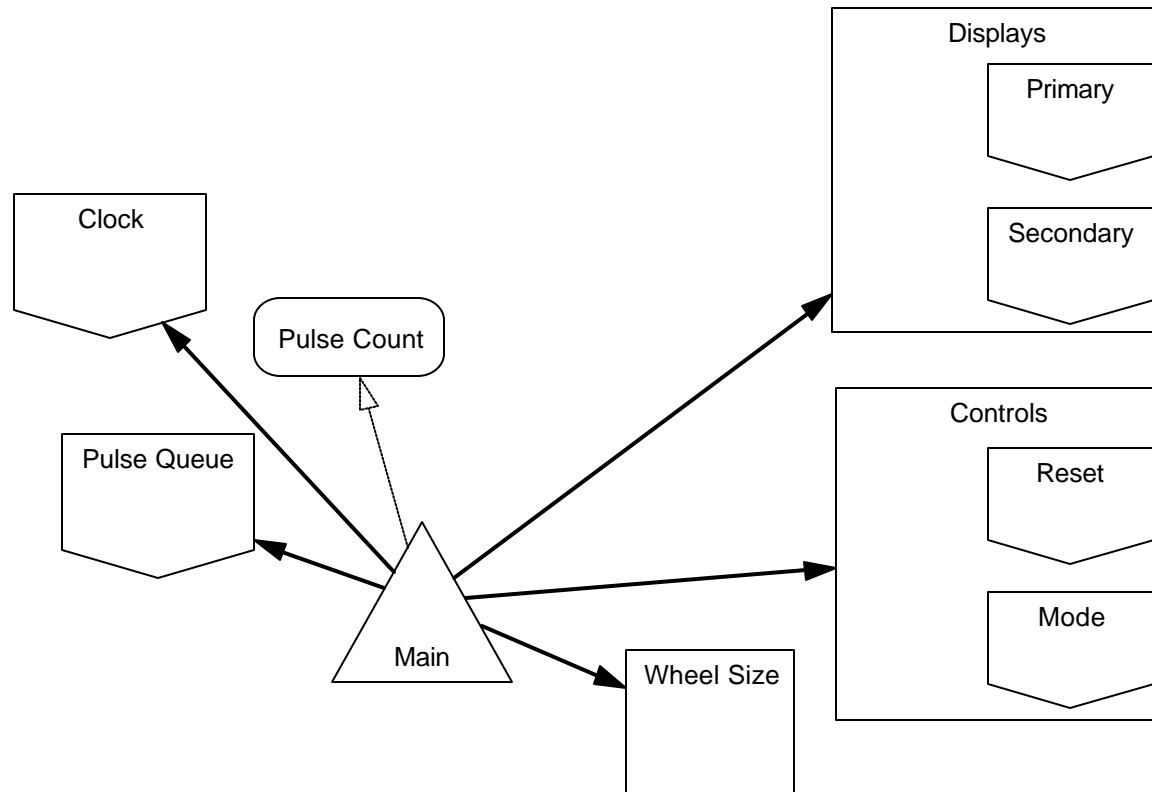 Displays
Primary
Secondary
Clock
Pulse Count
Pulse Queue
Controls
Reset
Mode
Main
Wheel Size